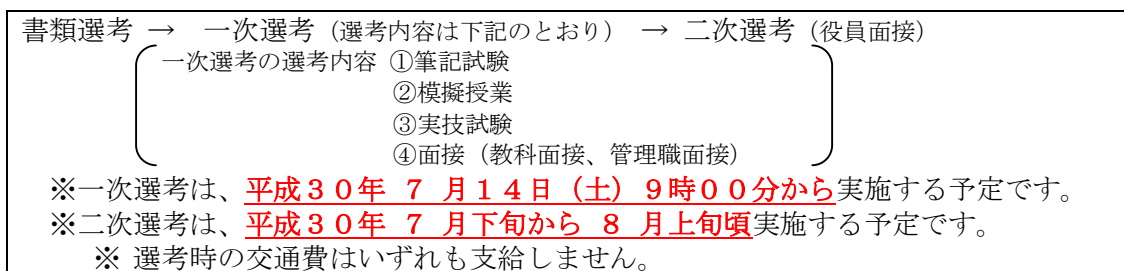 書類選考 → 一次選考（選考内容は下記のとおり） → 二次選考（役員面接）
一次選考の選考内容 ①筆記試験
②模擬授業
③実技試験
④面接（教科面接、管理職面接）
※一次選考は、平成３０年 ７ 月１４日（土）９時００分から実施する予定です。
※二次選考は、平成３０年 ７ 月下旬から ８ 月上旬頃実施する予定です。
※ 選考時の交通費はいずれも支給しません。